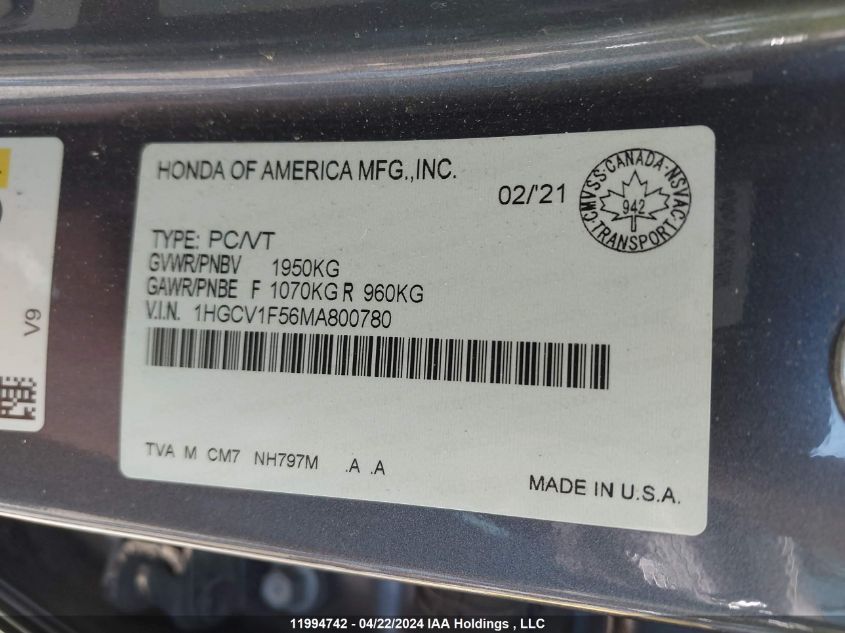 HONDA OF AMERICA MFG.,INC.
02/'21
CMVSS·CANADA·NSVAC·TRANSPORT
942
TYPE: PC/VT
GVWR/PNBV 1950KG
GAWR/PNBE F 1070KG R 960KG
V.I.N. 1HGCV1F56MA800780
TVA M CM7 NH797M .A .A
MADE IN U.S.A.
V9
11994742 - 04/22/2024 IAA Holdings , LLC